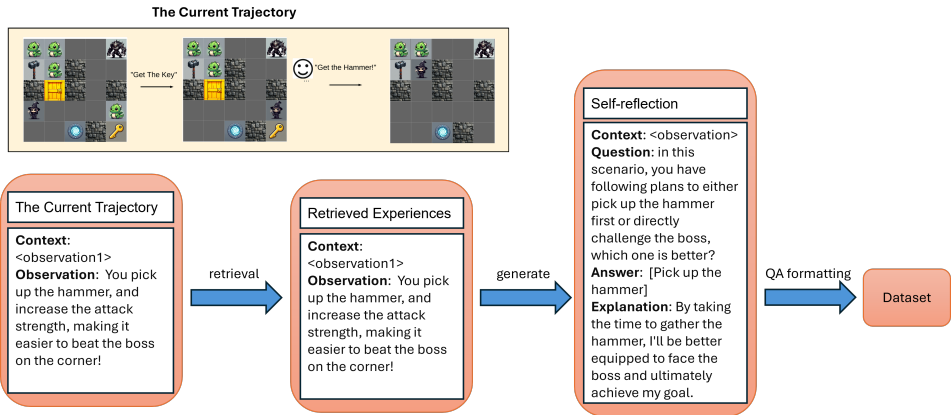 The Current Trajectory
"Get The Key"
"Get the Hammer!"
The Current Trajectory
Context:
<observation1>
Observation: You pick
up the hammer, and
increase the attack
strength, making it
easier to beat the boss
on the corner!
retrieval
Retrieved Experiences
Context:
<observation1>
Observation: You pick
up the hammer, and
increase the attack
strength, making it
easier to beat the boss
on the corner!
generate
Self-reflection
Context: <observation>
Question: in this
scenario, you have
following plans to either
pick up the hammer
first or directly
challenge the boss,
which one is better?
Answer: [Pick up the
hammer]
Explanation: By taking
the time to gather the
hammer, I'll be better
equipped to face the
boss and ultimately
achieve my goal.
QA formatting
Dataset